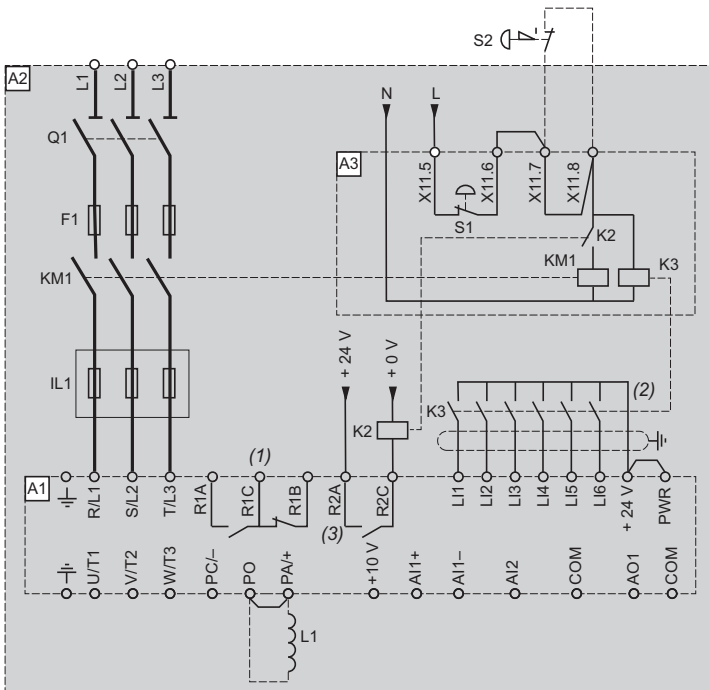 S2
A2
L1
L2
L3
N
L
Q1
A3
X11.5
X11.6
X11.7
X11.8
S1
K2
F1
KM1
K3
KM1
+ 24 V
+ 0 V
IL1
(2)
K3
K2
(1)
A1
R/L1
S/L2
T/L3
R1A
R1C
R1B
R2A
R2C
LI1
LI2
LI3
LI4
LI5
LI6
+ 24 V
PWR
(3)
U/T1
V/T2
W/T3
PC/–
PO
PA/+
+10 V
AI1+
AI1–
AI2
COM
AO1
COM
L1